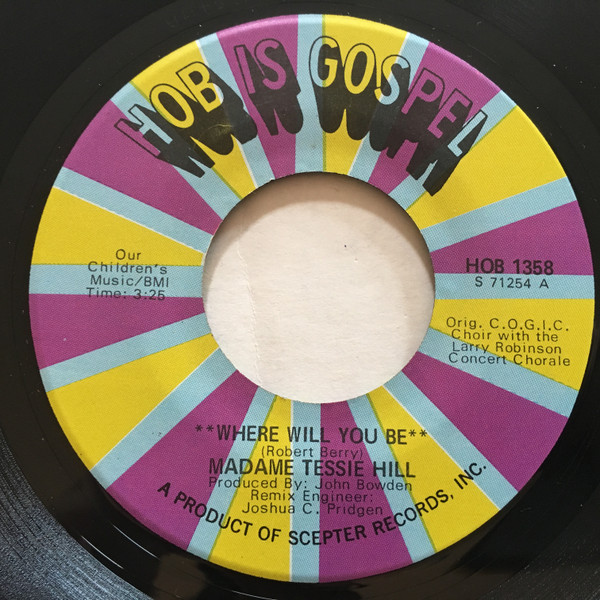 HOB IS GOSPEL
Our
Children's
Music/BMI
Time: 3:25
HOB 1358
S 71254 A
Orig. C.O.G.I.C.
Choir with the
Larry Robinson
Concert Chorale
**WHERE WILL YOU BE**
(Robert Berry)
MADAME TESSIE HILL
Produced By: John Bowden
Remix Engineer:
Joshua C. Pridgen
A PRODUCT OF SCEPTER RECORDS, INC.